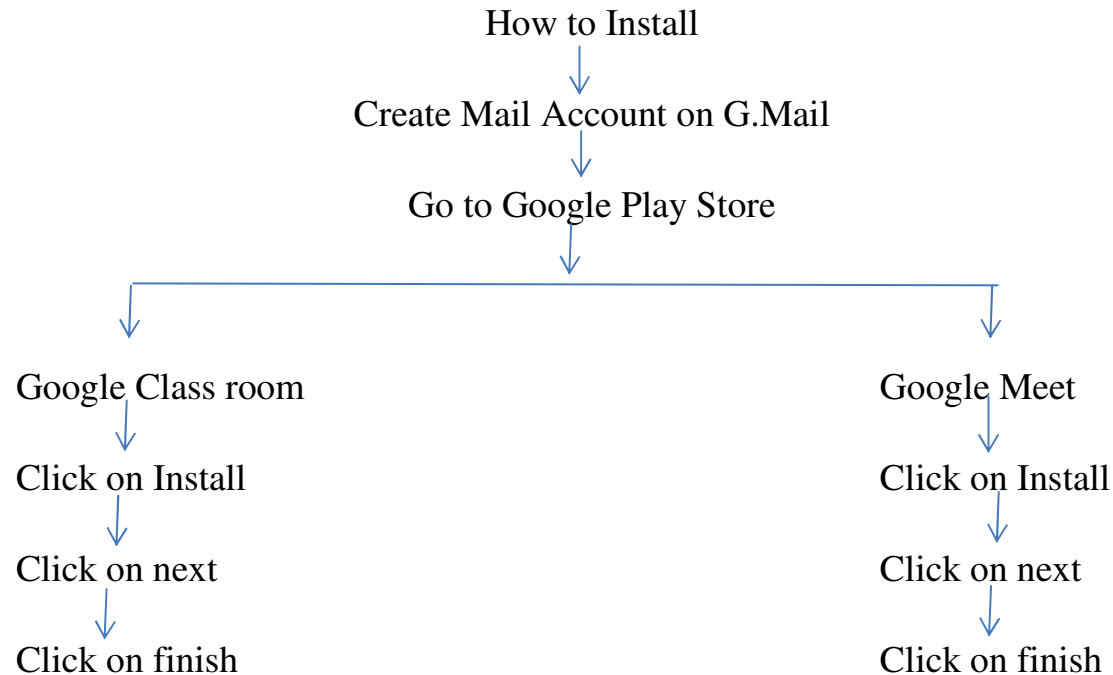 How to Install
Create Mail Account on G.Mail
Go to Google Play Store
Google Class room
Click on Install
Click on next
Click on finish
Google Meet
Click on Install
Click on next
Click on finish